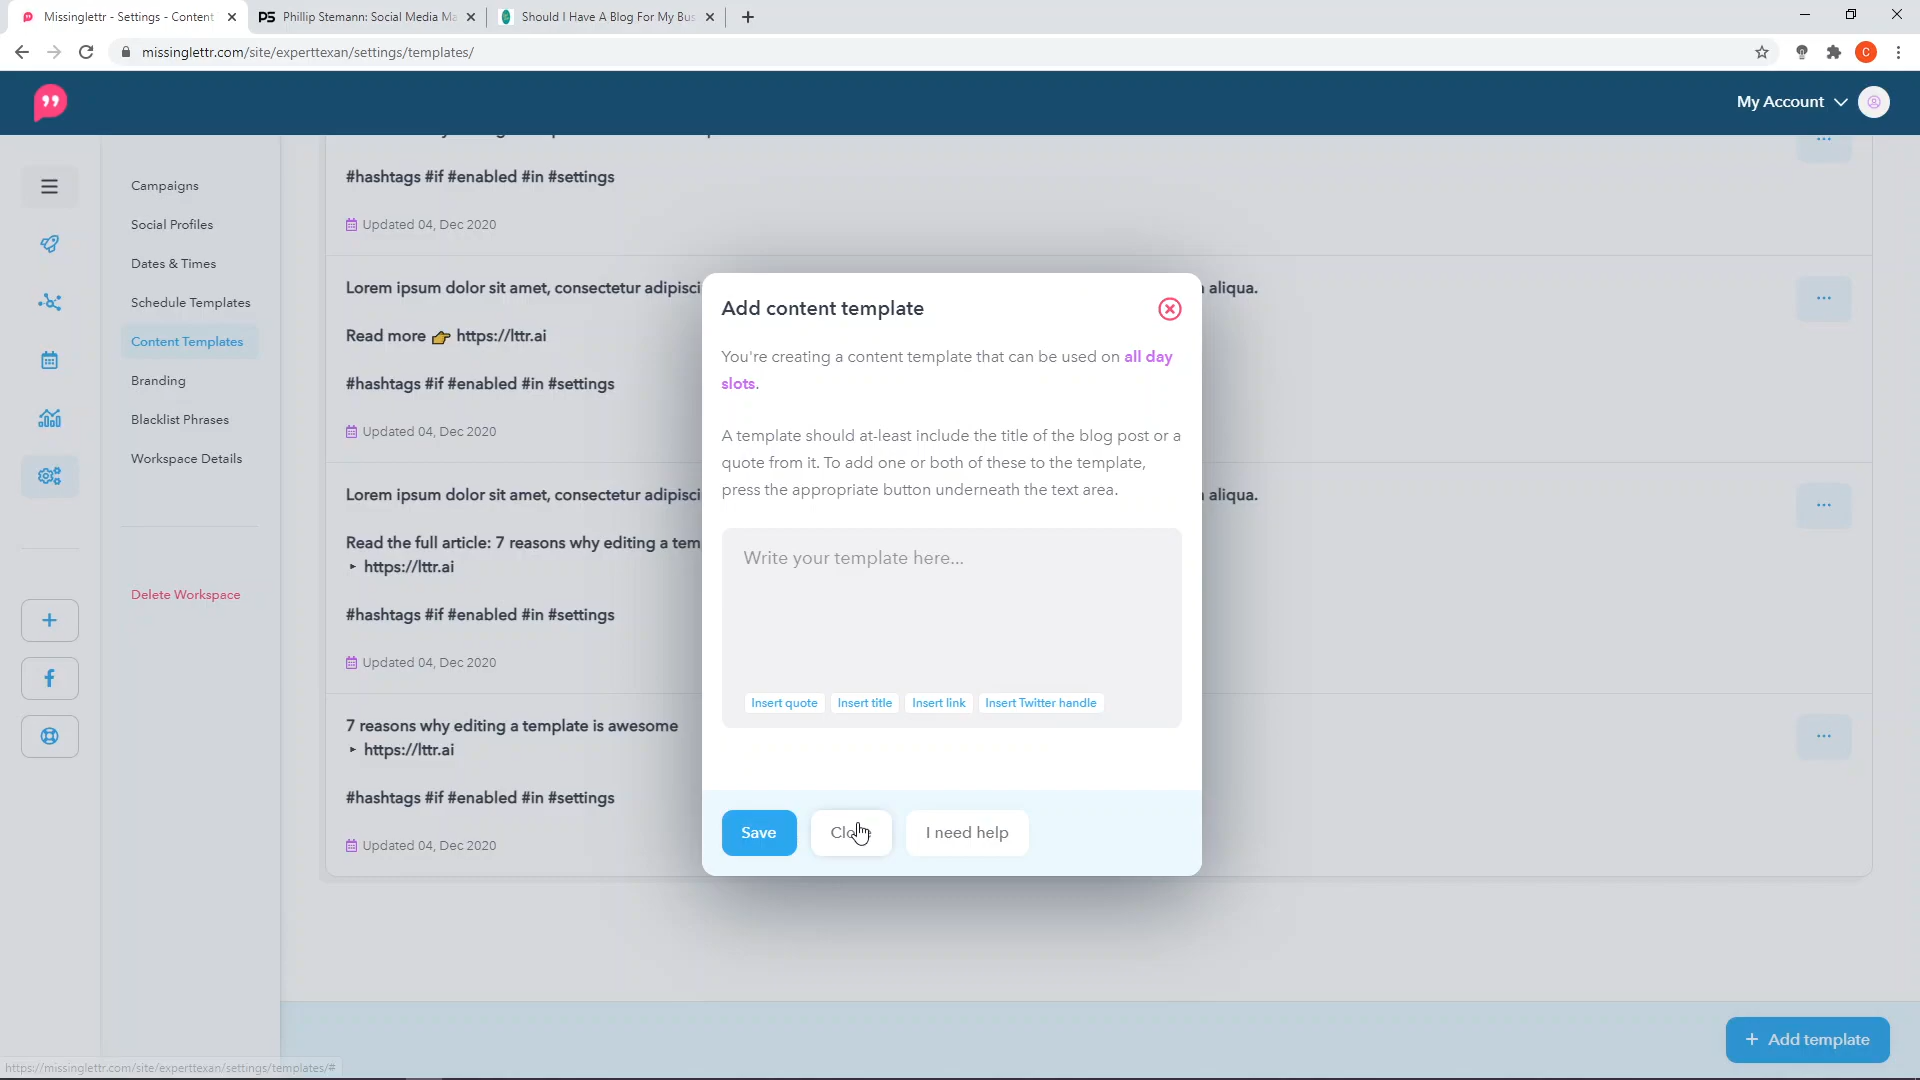 Missinglettr - Settings - Content
Phillip Stemann: Social Media Ma
Should I Have A Blog For My Bus
missinglettr.com/site/experttexan/settings/templates/
C
My Account
Campaigns
Social Profiles
Dates & Times
Schedule Templates
Content Templates
Branding
Blacklist Phrases
Workspace Details
Delete Workspace
#hashtags #if #enabled #in #settings
Updated 04, Dec 2020
Lorem ipsum dolor sit amet, consectetur adipisci
aliqua.
Read more 👉 https://lttr.ai
#hashtags #if #enabled #in #settings
Updated 04, Dec 2020
Lorem ipsum dolor sit amet, consectetur adipisci
aliqua.
Read the full article: 7 reasons why editing a tem
‣ https://lttr.ai
#hashtags #if #enabled #in #settings
Updated 04, Dec 2020
7 reasons why editing a template is awesome
‣ https://lttr.ai
#hashtags #if #enabled #in #settings
Updated 04, Dec 2020
Add content template
You're creating a content template that can be used on all day
slots.
A template should at-least include the title of the blog post or a
quote from it. To add one or both of these to the template,
press the appropriate button underneath the text area.
Write your template here...
Insert quote
Insert title
Insert link
Insert Twitter handle
Save
Close
I need help
+ Add template
https://missinglettr.com/site/experttexan/settings/templates/#